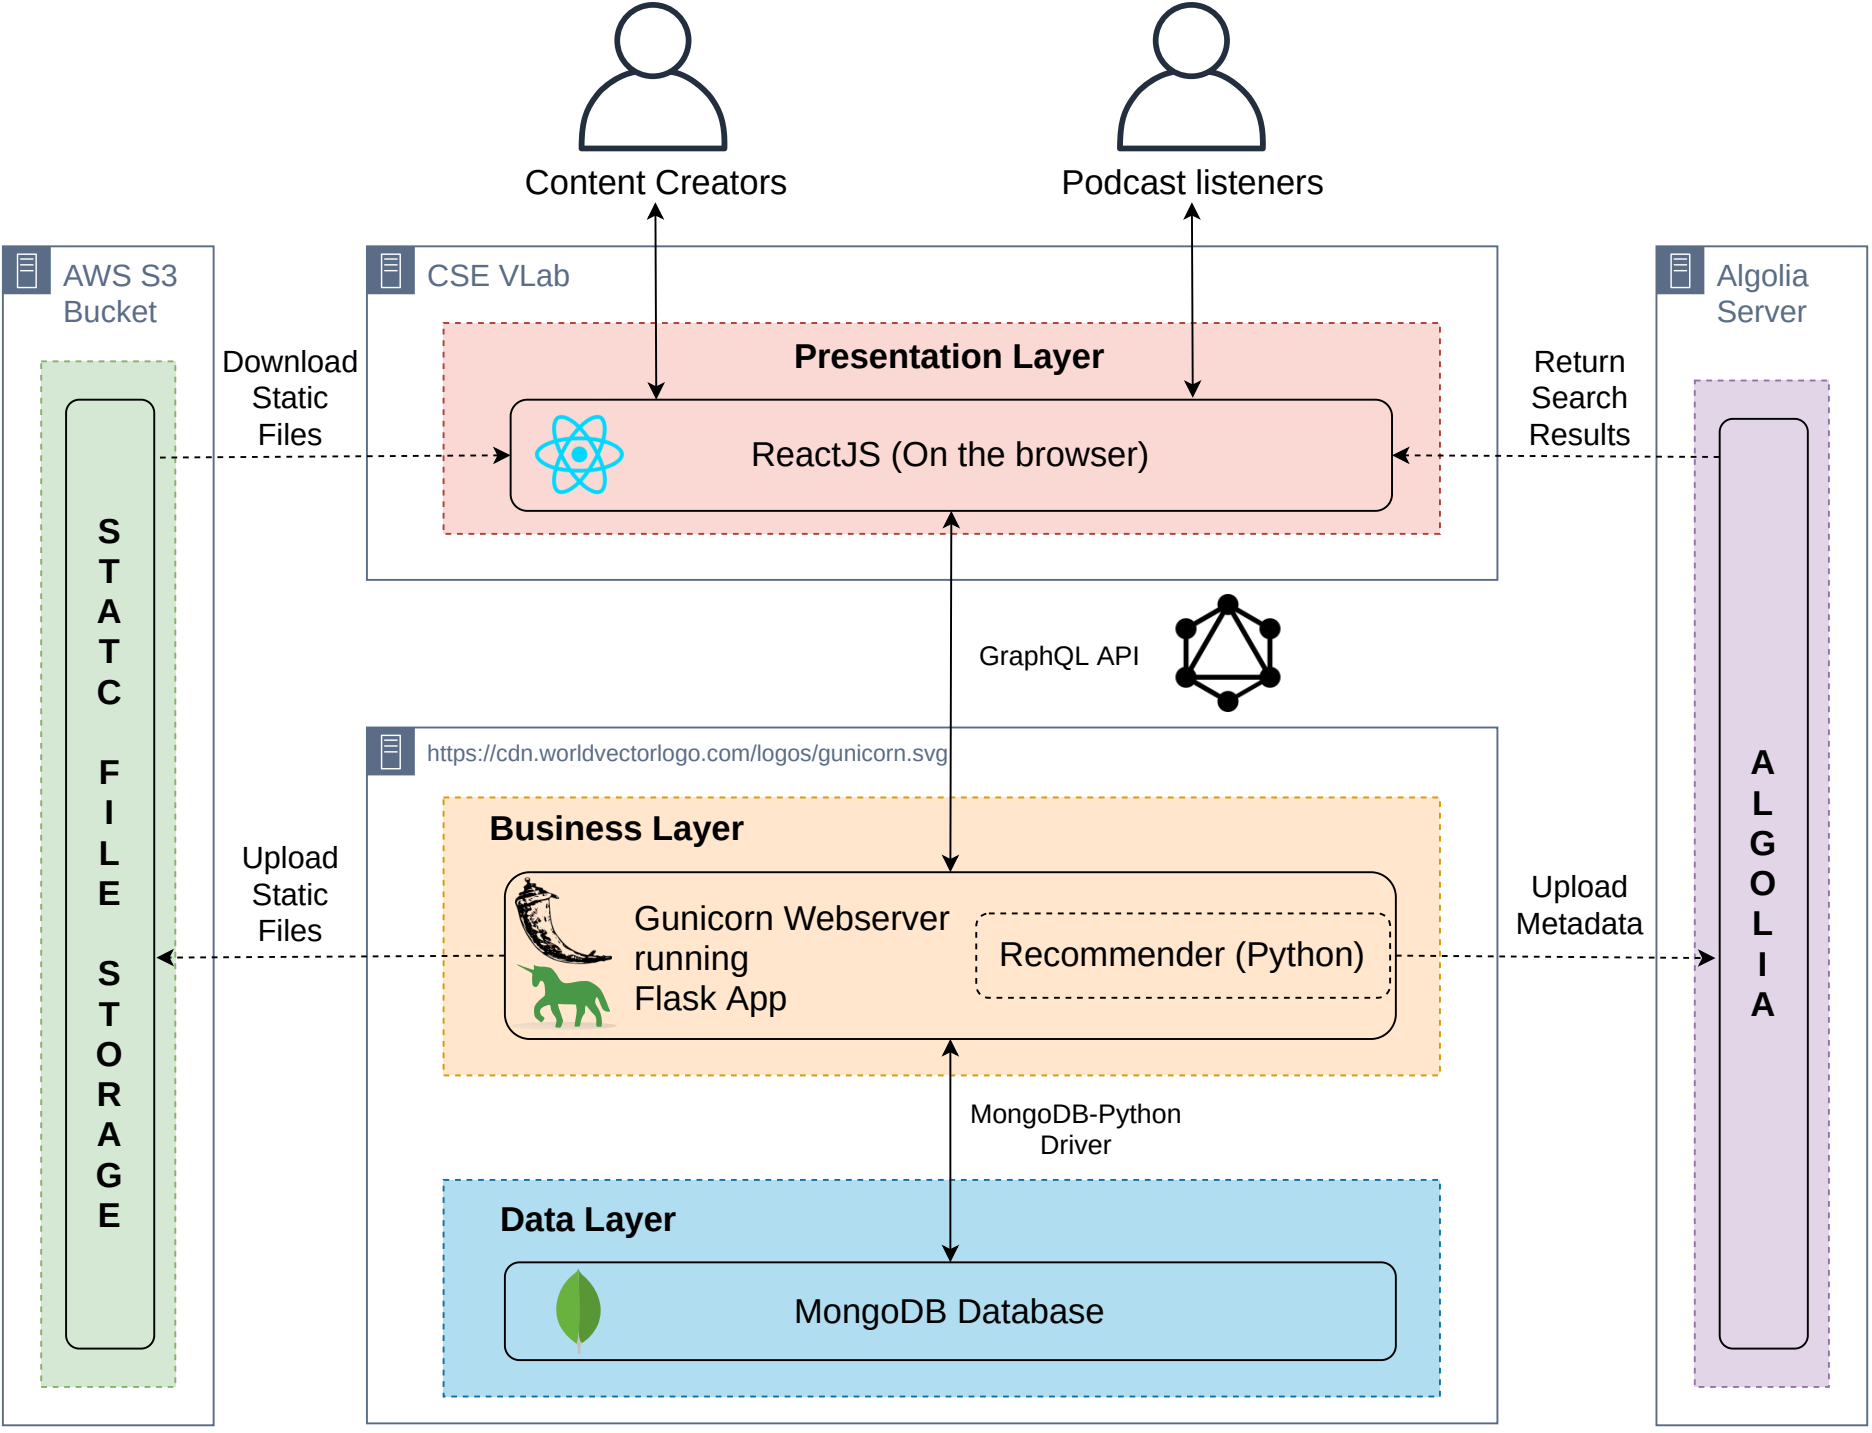 Content Creators
Podcast listeners
AWS S3
Bucket
CSE VLab
Algolia
Server
Download
Static
Files
Presentation Layer
Return
Search
Results
ReactJS (On the browser)
S
T
A
T
C
F
I
L
E
S
T
O
R
A
G
E
GraphQL API
https://cdn.worldvectorlogo.com/logos/gunicorn.svg
A
L
G
O
L
I
A
Business Layer
Upload
Static
Files
Gunicorn Webserver
running
Flask App
Recommender (Python)
Upload
Metadata
MongoDB-Python
Driver
Data Layer
MongoDB Database